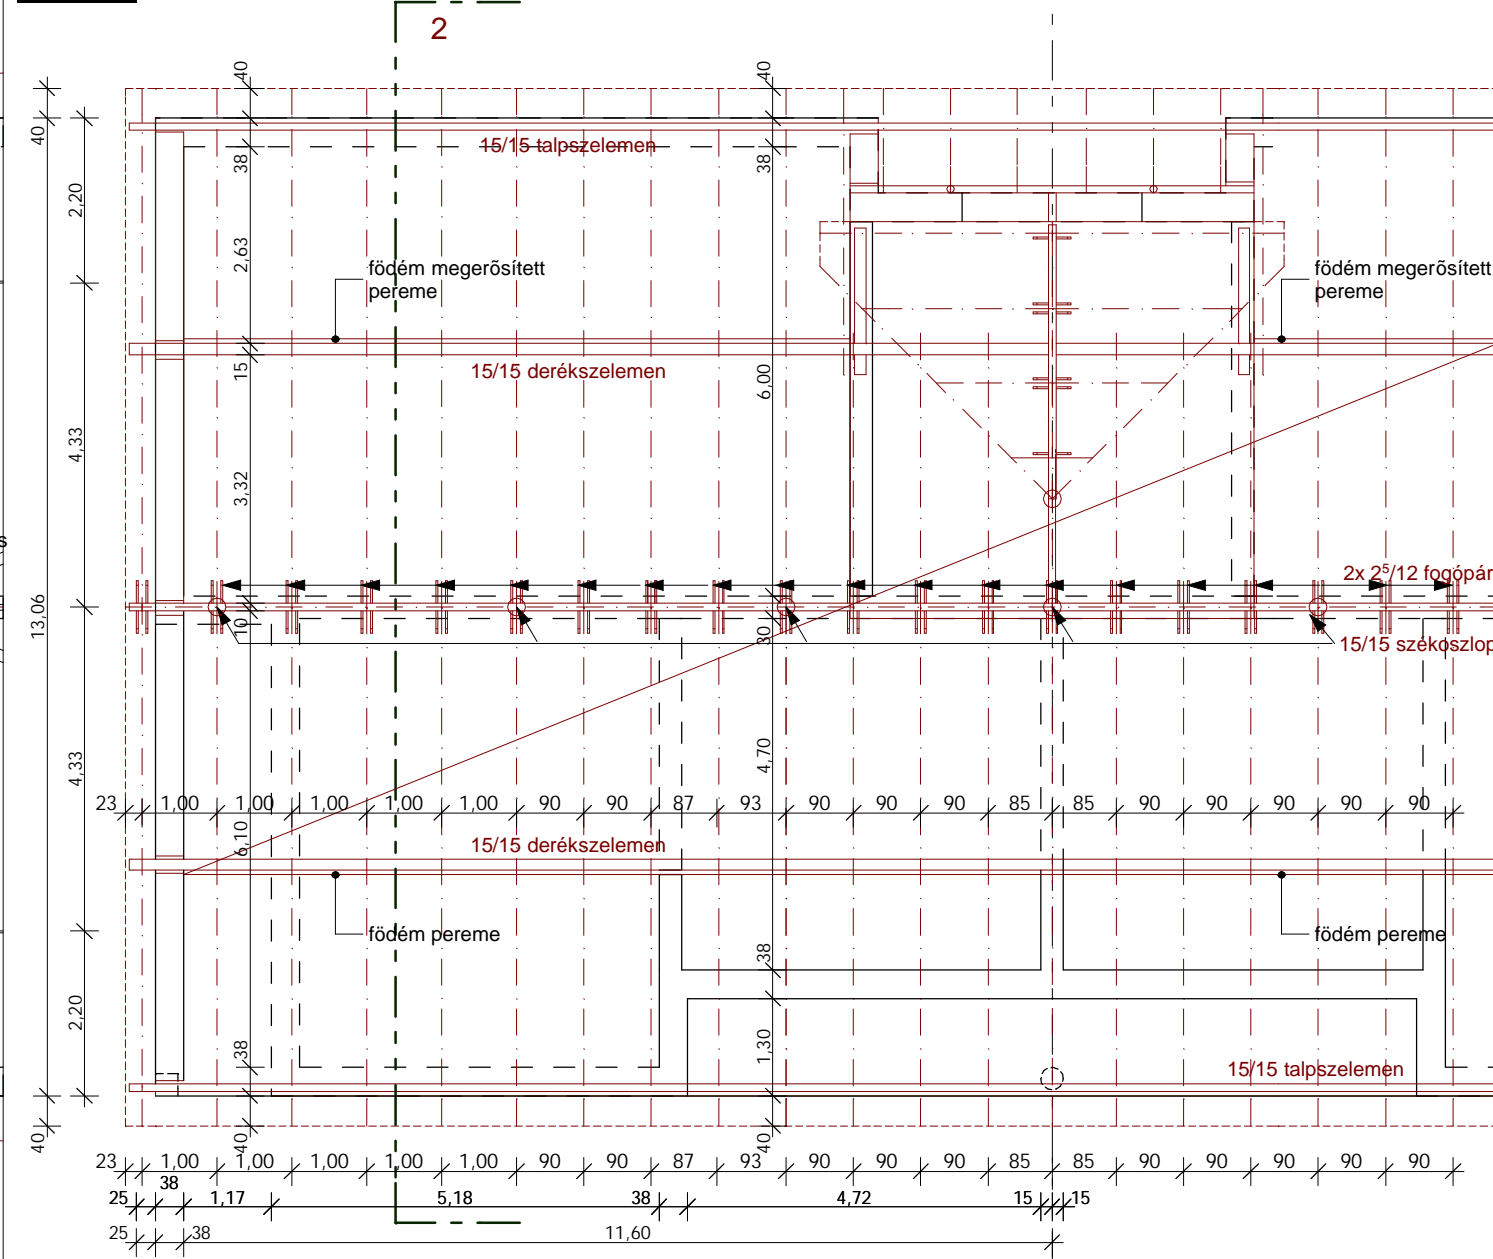 2
40
40
40
15/15 talpszelemen
38
38
2,20
2,63
födém megerõsített
pereme
födém megerõsített
pereme
15
15/15 derékszelemen
6,00
4,33
3,32
s
2x 2⁵/12 fogópár
13,06
10
30
15/15 székoszlop
4,33
4,70
23 1,00 1,00 1,00 1,00 1,00 90 90 87 93 90 90 90 85 85 90 90 90 90 90
6,10
15/15 derékszelemen
födém pereme
födém pereme
38
2,20
38
1,30
15/15 talpszelemen
40
40
40
23 1,00 1,00 1,00 1,00 1,00 90 90 87 93 90 90 90 85 85 90 90 90 90 90
38
25 1,17 5,18 38 4,72 15 15
25 38 11,60